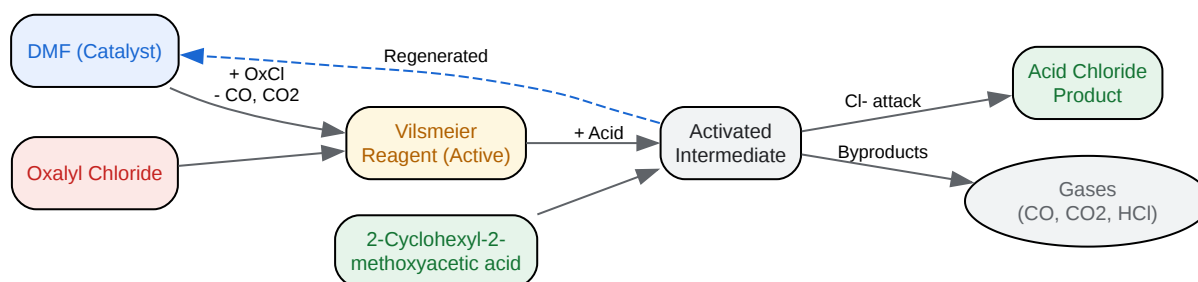 DMF (Catalyst)
Regenerated
+ OxCl
- CO, CO2
Oxalyl Chloride
Vilsmeier
Reagent (Active)
+ Acid
2-Cyclohexyl-2-
methoxyacetic acid
Activated
Intermediate
Cl- attack
Byproducts
Acid Chloride
Product
Gases
(CO, CO2, HCl)